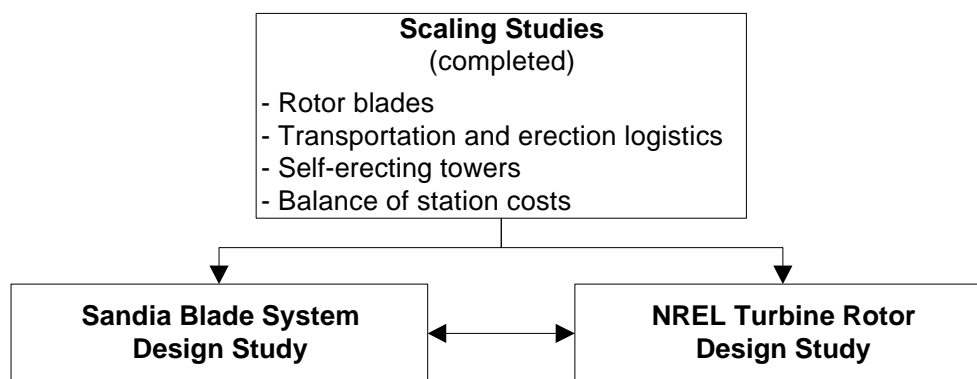 Scaling Studies
(completed)
- Rotor blades
- Transportation and erection logistics
- Self-erecting towers
- Balance of station costs
Sandia Blade System
Design Study
NREL Turbine Rotor
Design Study